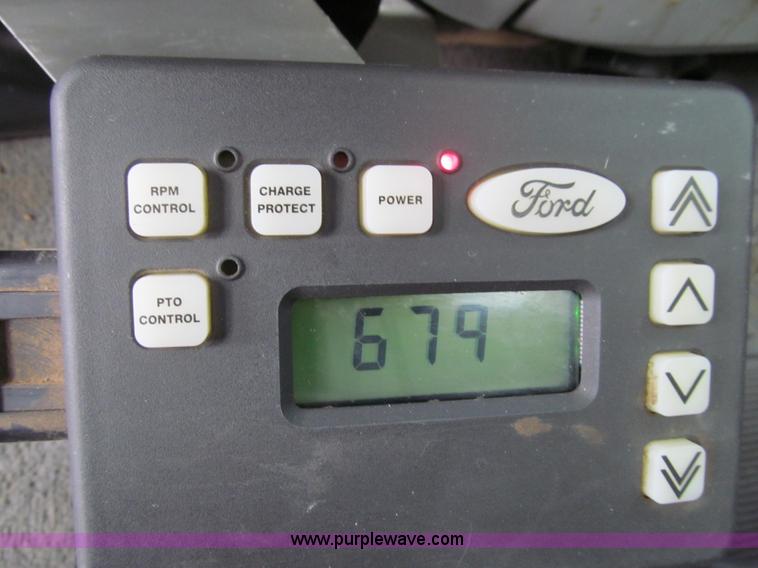 RPM
CONTROL
CHARGE
PROTECT
POWER
Ford
PTO
CONTROL
679
www.purplewave.com